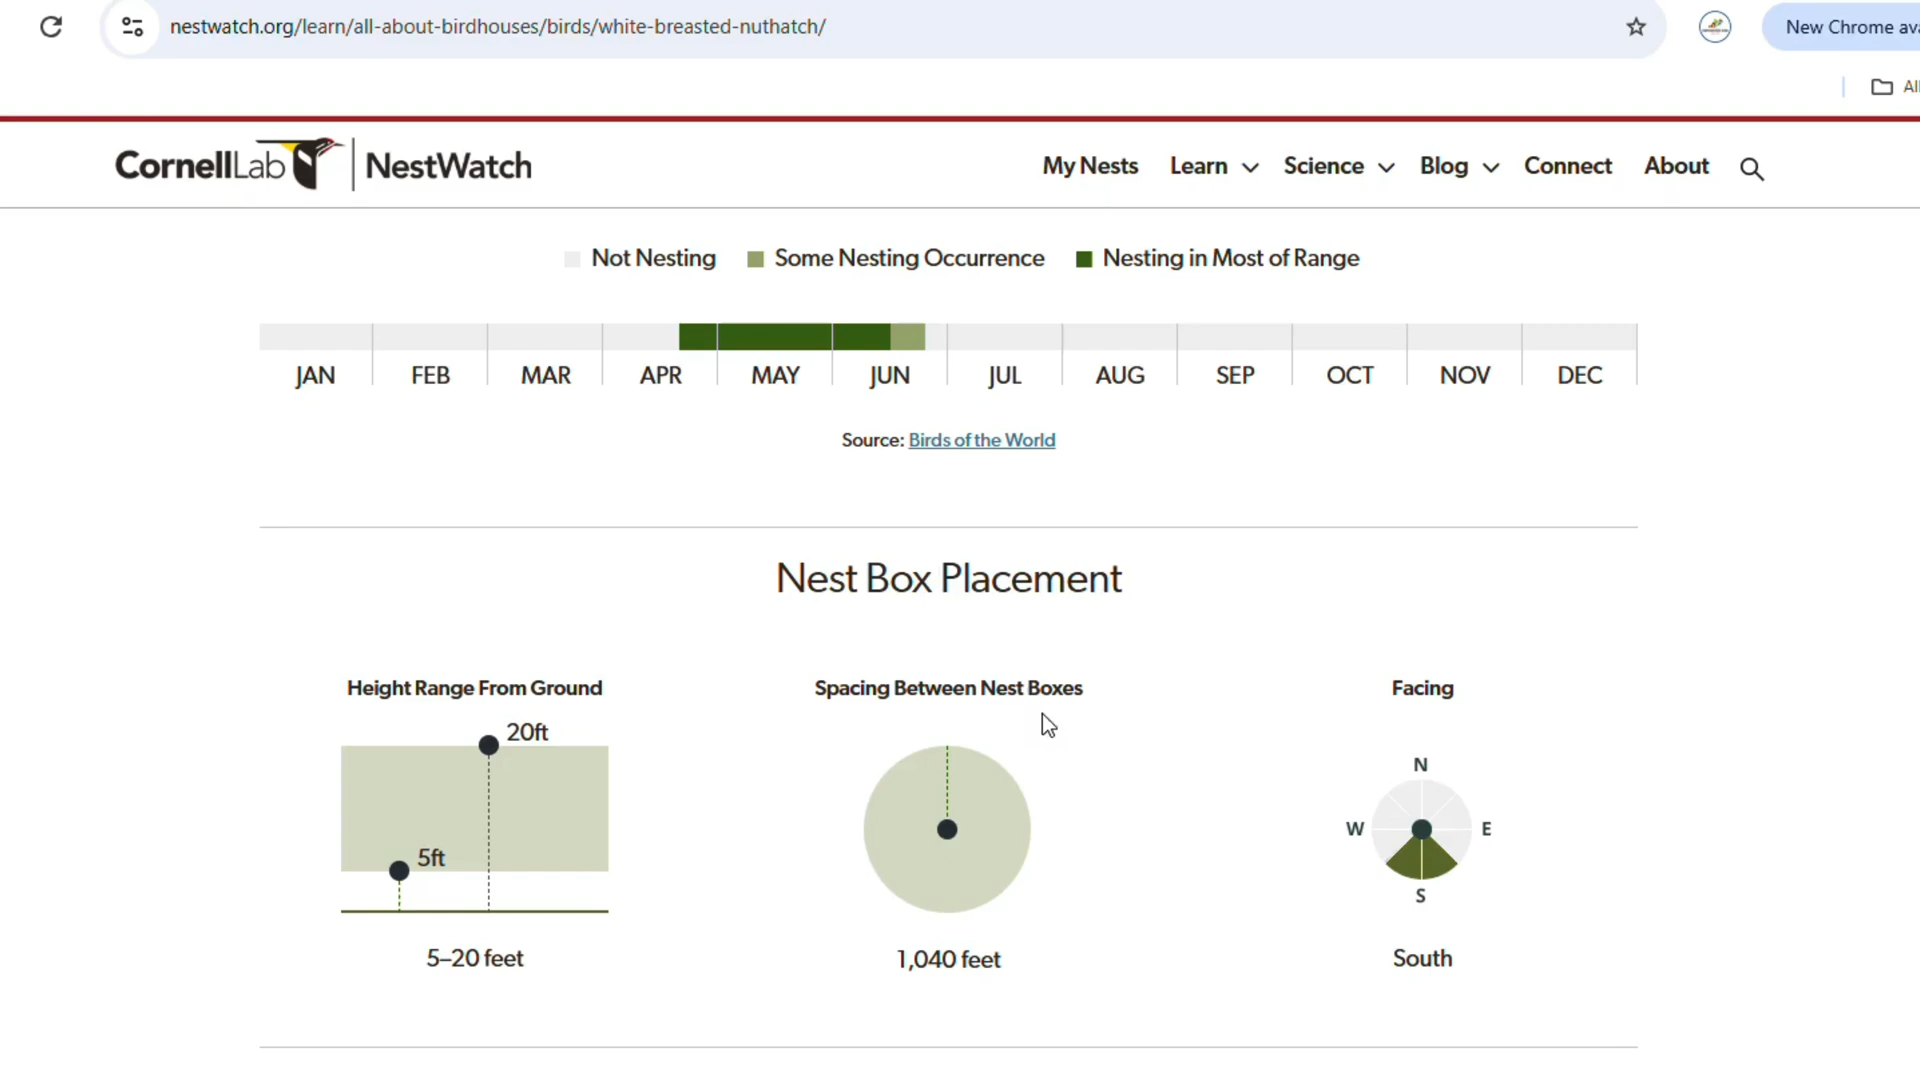 nestwatch.org/learn/all-about-birdhouses/birds/white-breasted-nuthatch/
New Chrome ava
All
CornellLab NestWatch
My Nests Learn Science Blog Connect About
Not Nesting Some Nesting Occurrence Nesting in Most of Range
JAN FEB MAR APR MAY JUN JUL AUG SEP OCT NOV DEC
Source: Birds of the World
Nest Box Placement
Height Range From Ground Spacing Between Nest Boxes Facing
20ft
5ft
N
W E
S
5–20 feet 1,040 feet South